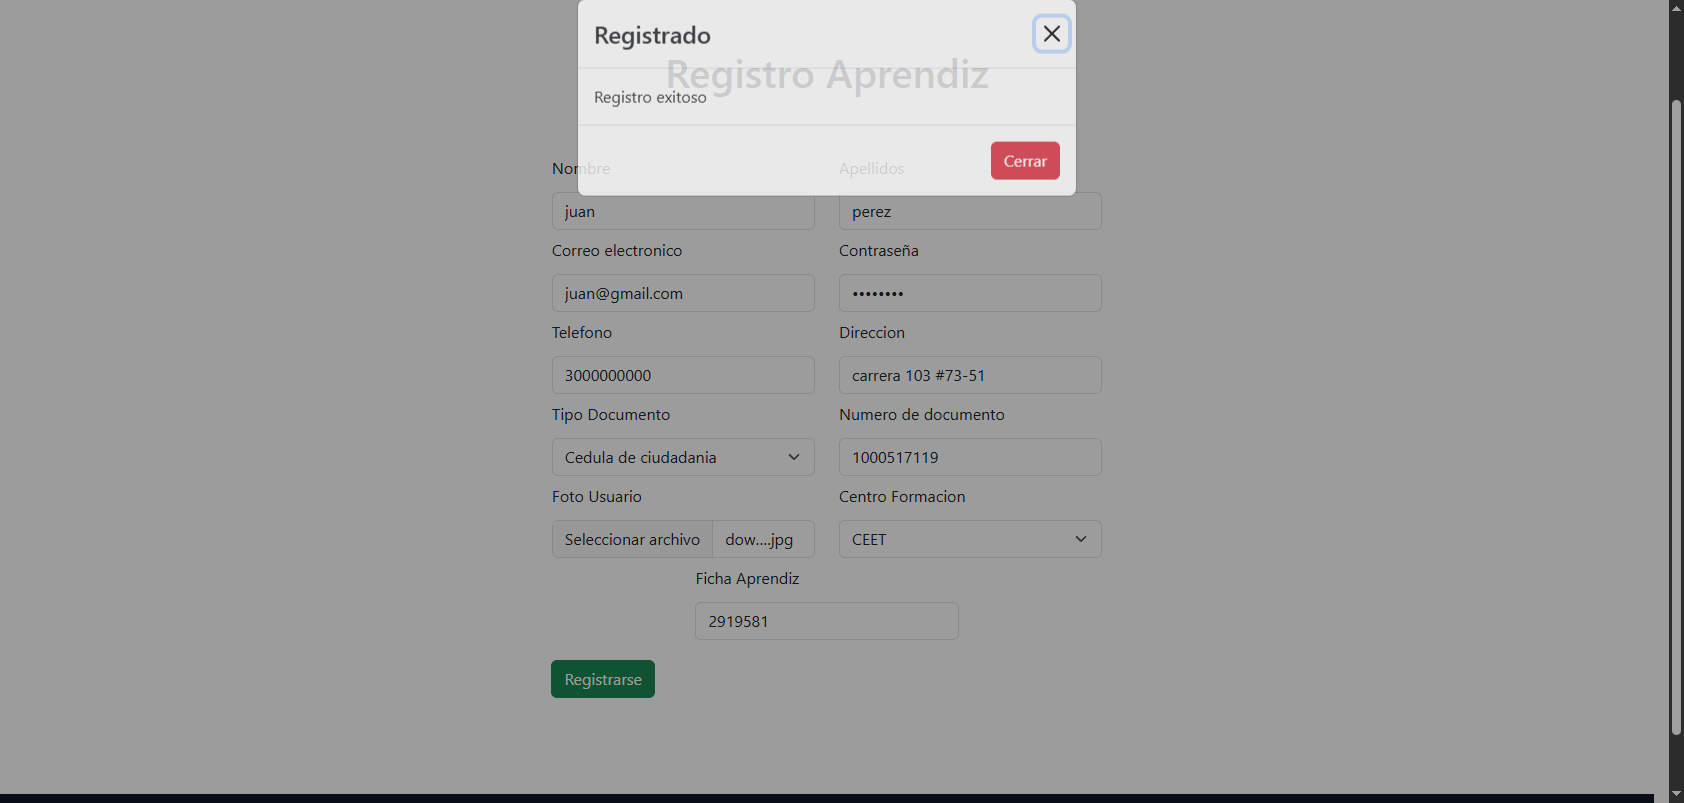 Registrado
Registro Aprendiz
Registro exitoso
Cerrar
Nombre Apellidos
juan perez
Correo electronico Contraseña
juan@gmail.com ••••••••
Telefono Direccion
3000000000 carrera 103 #73-51
Tipo Documento Numero de documento
Cedula de ciudadania 1000517119
Foto Usuario Centro Formacion
Seleccionar archivo dow....jpg CEET
Ficha Aprendiz
2919581
Registrarse